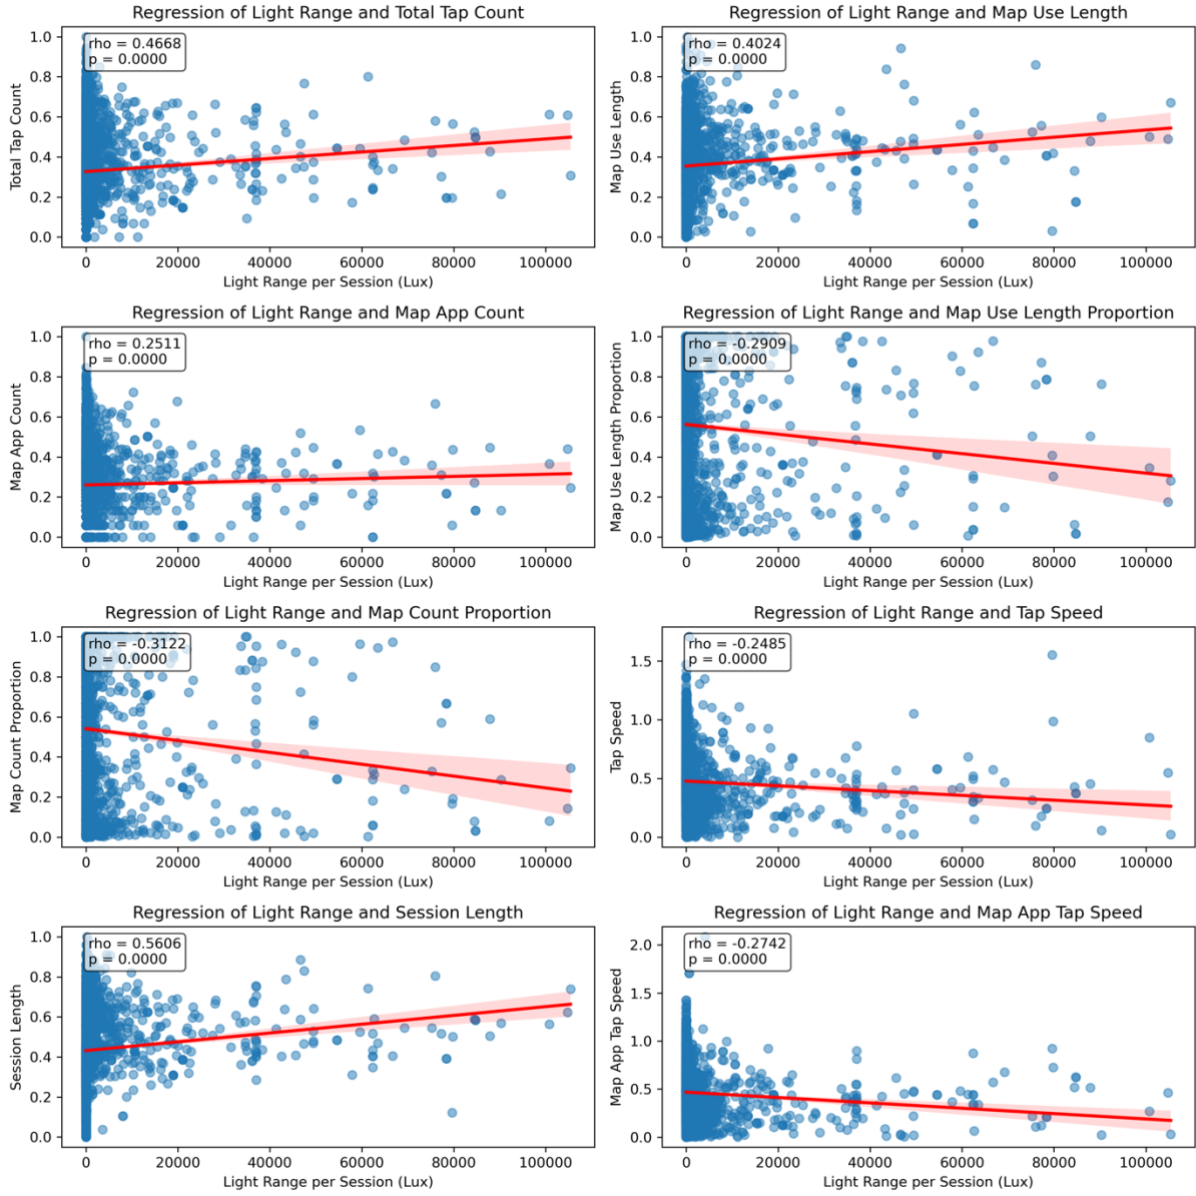 Regression of Light Range and Total Tap Count
rho = 0.4668
p = 0.0000
Total Tap Count
1.0
0.8
0.6
0.4
0.2
0.0
0 20000 40000 60000 80000 100000
Light Range per Session (Lux)
Regression of Light Range and Map Use Length
rho = 0.4024
p = 0.0000
Map Use Length
1.0
0.8
0.6
0.4
0.2
0.0
0 20000 40000 60000 80000 100000
Light Range per Session (Lux)
Regression of Light Range and Map App Count
rho = 0.2511
p = 0.0000
Map App Count
1.0
0.8
0.6
0.4
0.2
0.0
0 20000 40000 60000 80000 100000
Light Range per Session (Lux)
Regression of Light Range and Map Use Length Proportion
rho = -0.2909
p = 0.0000
Map Use Length Proportion
1.0
0.8
0.6
0.4
0.2
0.0
0 20000 40000 60000 80000 100000
Light Range per Session (Lux)
Regression of Light Range and Map Count Proportion
rho = -0.3122
p = 0.0000
Map Count Proportion
1.0
0.8
0.6
0.4
0.2
0.0
0 20000 40000 60000 80000 100000
Light Range per Session (Lux)
Regression of Light Range and Tap Speed
rho = -0.2485
p = 0.0000
Tap Speed
1.5
1.0
0.5
0.0
0 20000 40000 60000 80000 100000
Light Range per Session (Lux)
Regression of Light Range and Session Length
rho = 0.5606
p = 0.0000
Session Length
1.0
0.8
0.6
0.4
0.2
0.0
0 20000 40000 60000 80000 100000
Light Range per Session (Lux)
Regression of Light Range and Map App Tap Speed
rho = -0.2742
p = 0.0000
Map App Tap Speed
2.0
1.5
1.0
0.5
0.0
0 20000 40000 60000 80000 100000
Light Range per Session (Lux)